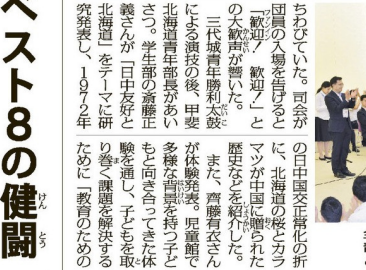 ベスト8の健闘
けん とう
ちわびていた。司会が
団員の入場を告げると
「歓迎！ 歓迎！」と
の大歓声が響いた。
三代城青年勝利太鼓
による演技の後、甲斐
北海道青年部長があい
さつ。学生部の斎藤正
義さんが「日中友好と
北海道」をテーマに研
究発表し、1972年
の日中国交正常化の折
に、北海道の桜とカラ
マツが中国に贈られた
歴史などを紹介した。
また、齊藤有衣さん
が体験発表。児童館で
多様な背景を持つ子ど
もと向き合ってきた体
験を通し、子どもを取
り巻く課題を解決する
ために「教育のための